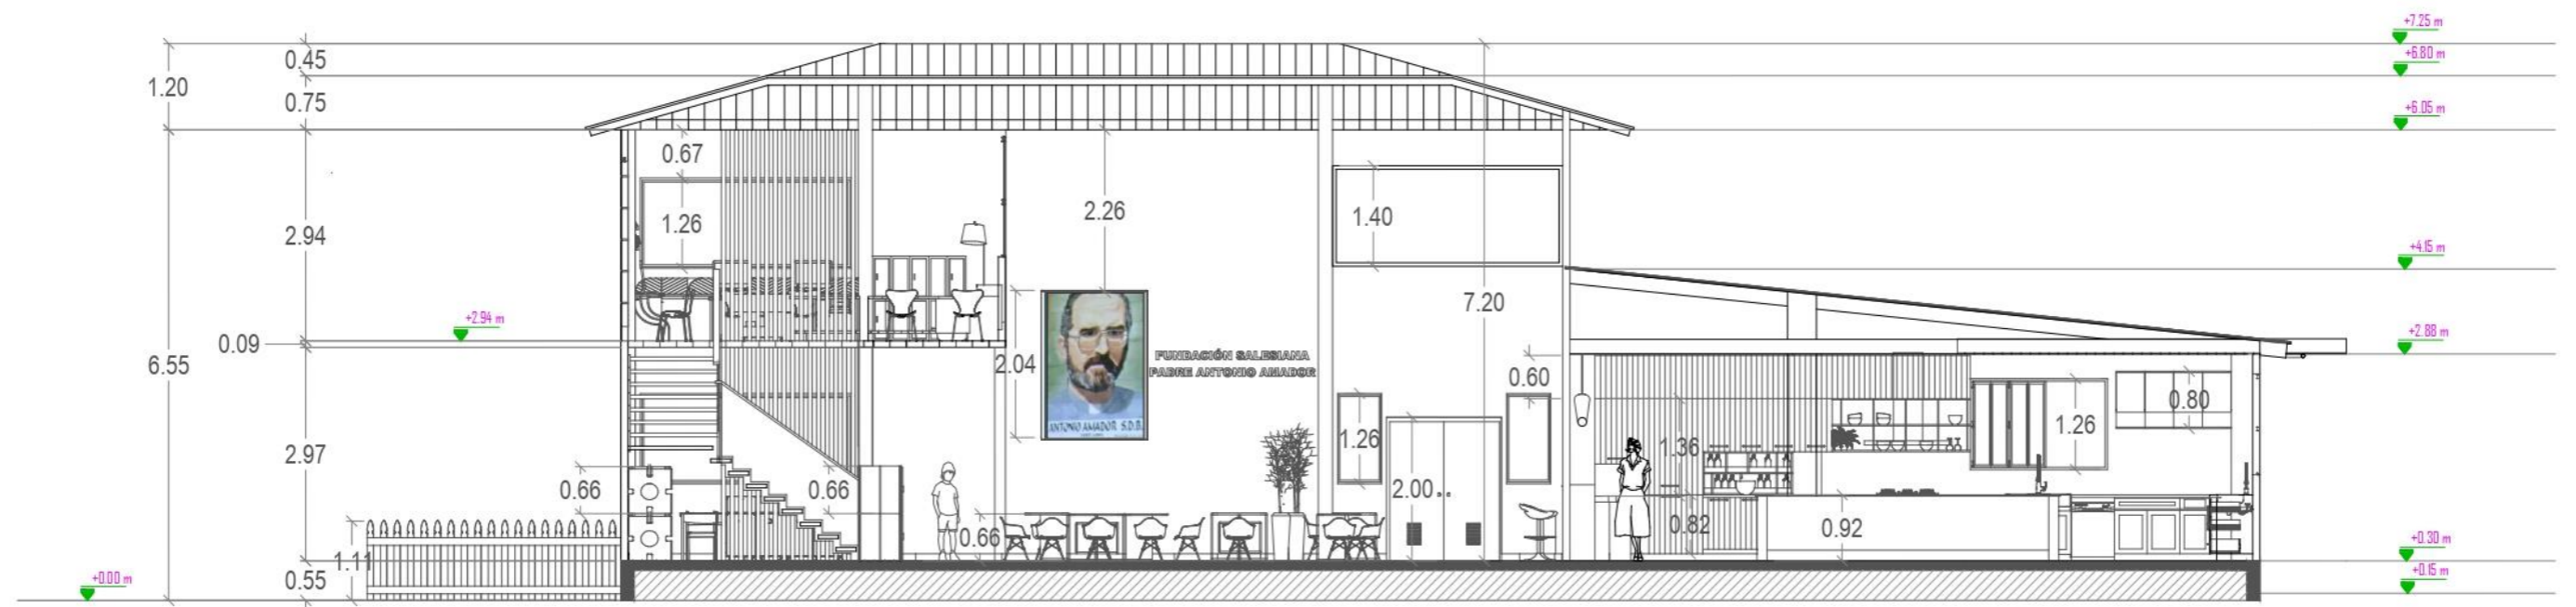 +7.25 m
0.45
+6.80 m
1.20
0.75
+6.05 m
0.67
2.26
1.40
1.26
2.94
+4.15 m
7.20
+2.94 m
+2.88 m
0.09
6.55
2.04
FUNDACIÓN SALESIANA
PADRE ANTONIO AMADOR
0.60
0.80
1.26
ANTONIO AMADOR S.D.B.
1.26
1.36
2.97
0.66
0.66
2.00
0.66
0.82
0.92
+0.30 m
1.11
0.55
+0.15 m
+0.00 m